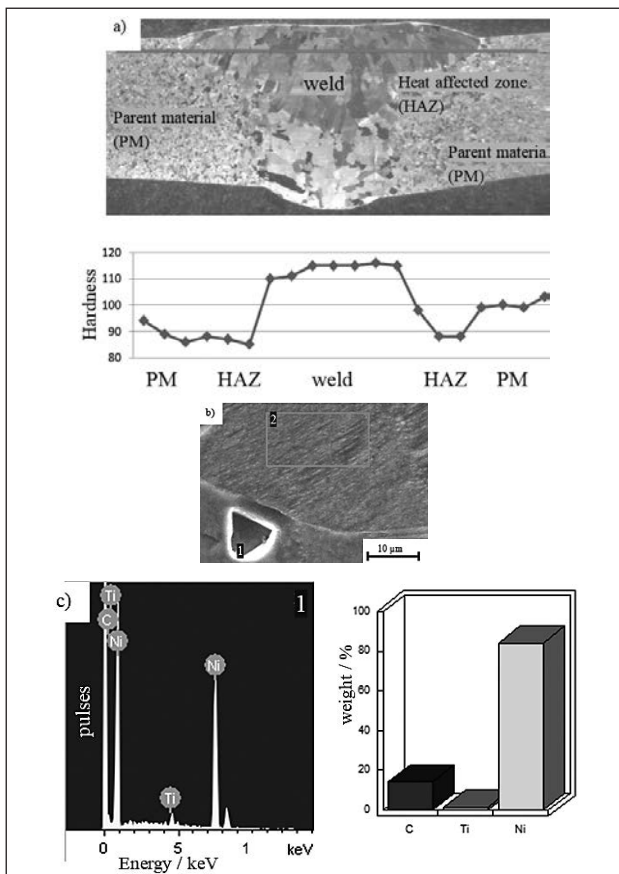 a)
weld
Heat affected zone
(HAZ)
Parent material
(PM)
Parent materia
(PM)
Hardness
120
110
100
90
80
PM HAZ weld HAZ PM
b)
2
1
10 µm
c)
1
Ti
C
Ni
Ni
Ti
pulses
0 5 1 keV
Energy / keV
weight / %
100
80
60
40
20
0
C Ti Ni